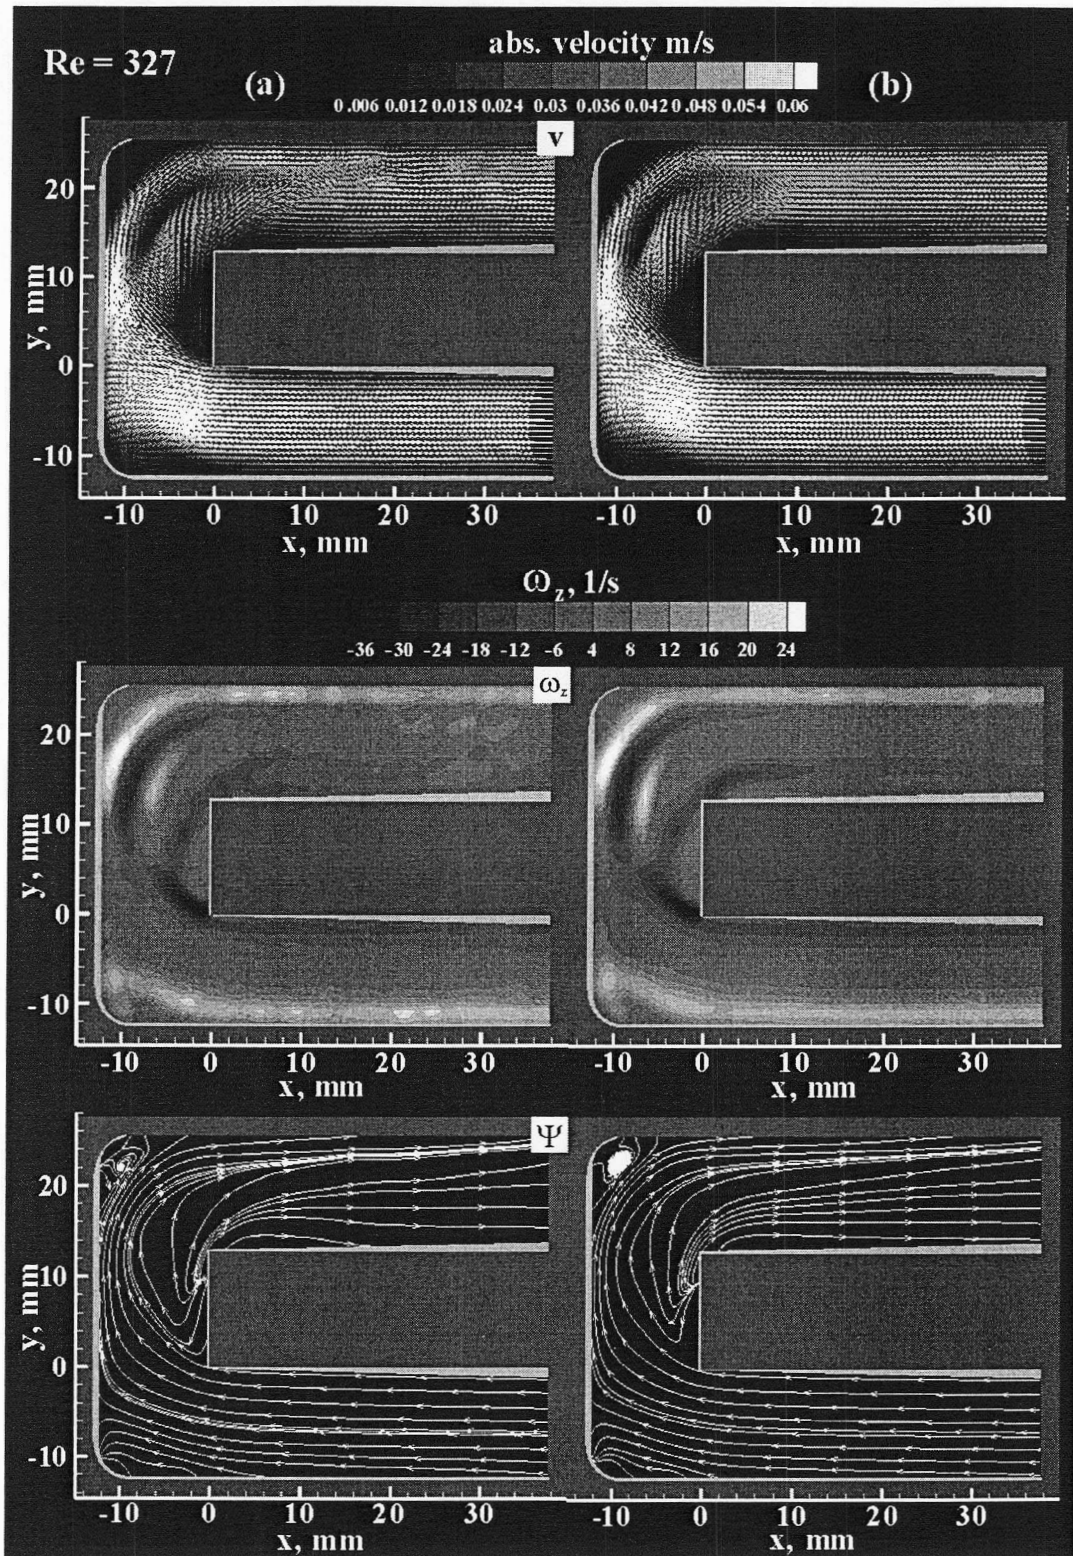 abs. velocity m/s
Re = 327
(a)
(b)
0.006 0.012 0.018 0.024 0.03 0.036 0.042 0.048 0.054 0.06
v
20
10
0
-10
y, mm
-10 0 10 20 30
x, mm
-10 0 10 20 30
x, mm
ω_z, 1/s
-36 -30 -24 -18 -12 -6 4 8 12 16 20 24
ω_z
20
10
0
-10
y, mm
-10 0 10 20 30
x, mm
-10 0 10 20 30
x, mm
Ψ
20
10
0
-10
y, mm
-10 0 10 20 30
x, mm
-10 0 10 20 30
x, mm